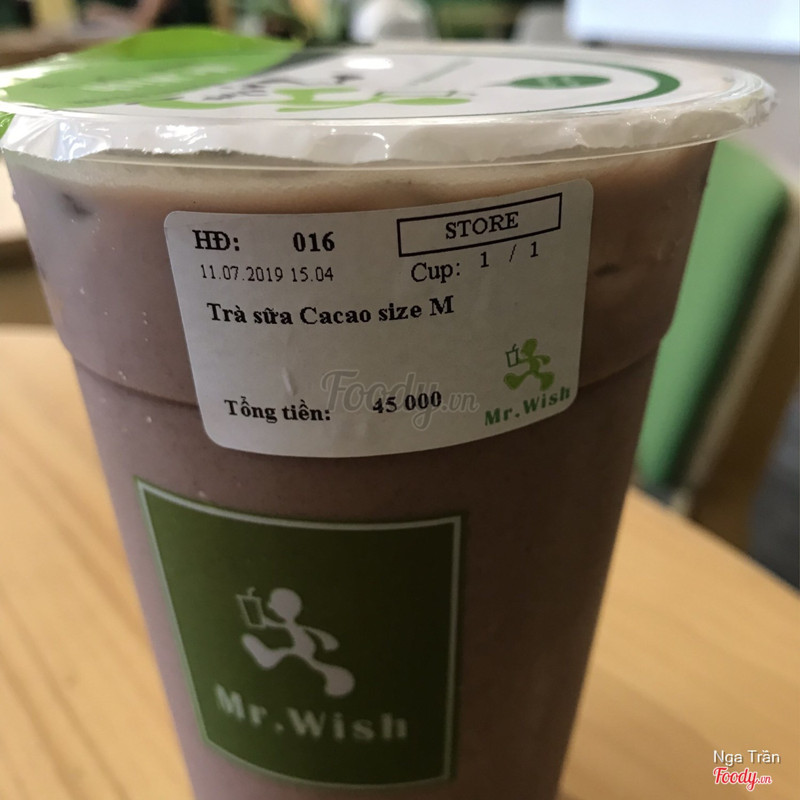 HĐ: 016
STORE
11.07.2019 15.04
Cup: 1 / 1
Trà sữa Cacao size M
Foody.vn
Tổng tiền: 45 000
Mr.Wish
Mr.Wish
Nga Trần
Foody.vn